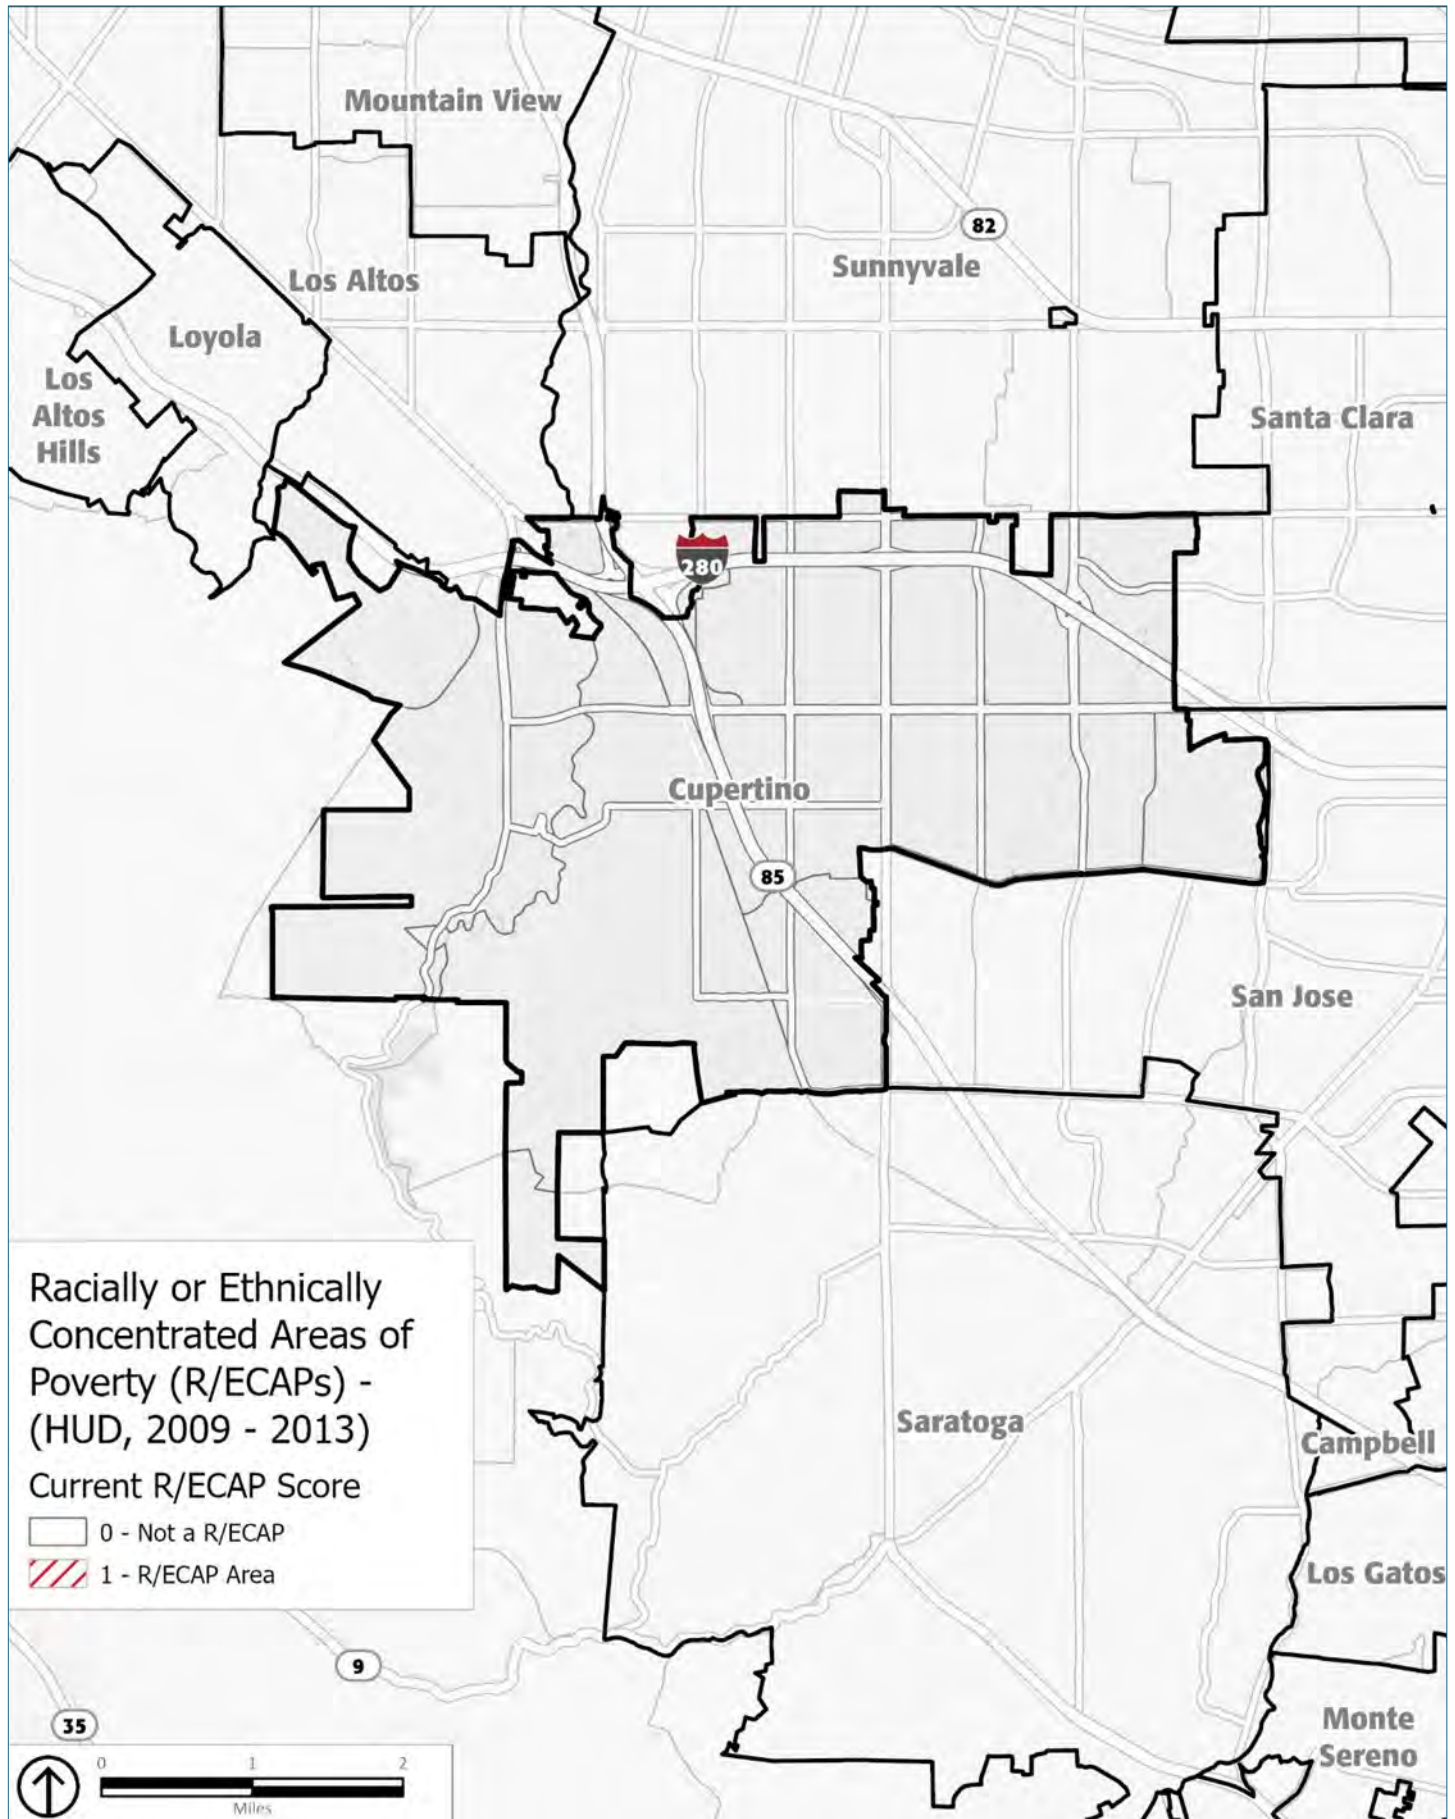 Mountain View
82
Sunnyvale
Los Altos
Loyola
Los
Altos
Hills
Santa Clara
280
Cupertino
85
San Jose
Racially or Ethnically
Concentrated Areas of
Poverty (R/ECAPs) -
(HUD, 2009 - 2013)
Current R/ECAP Score
0 - Not a R/ECAP
1 - R/ECAP Area
Saratoga
Campbell
Los Gatos
9
35
Monte
Sereno
0 1 2
Miles